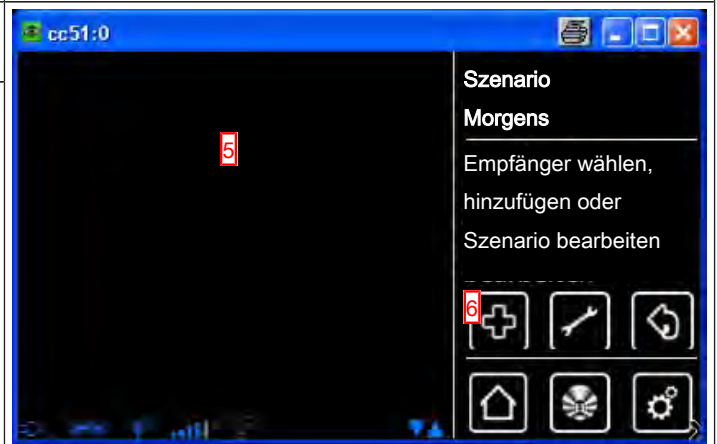 cc51:0
Szenario
Morgens
5
Empfänger wählen,
hinzufügen oder
Szenario bearbeiten
6